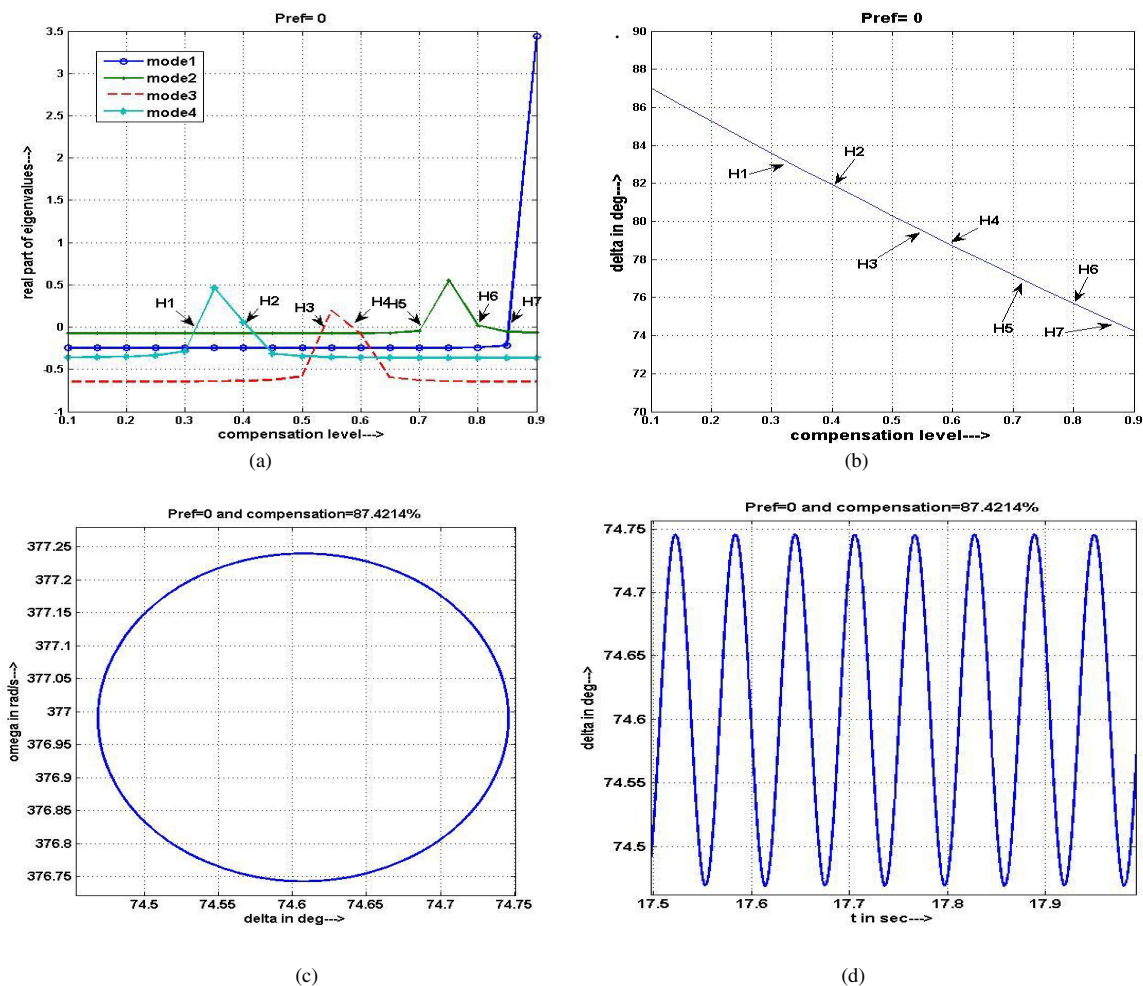 Pref= 0
real part of eigenvalues--->
3.5
3
2.5
2
1.5
1
0.5
0
-0.5
-1
mode1
mode2
mode3
mode4
H1
H2
H3
H4
H5
H6
H7
0.1 0.2 0.3 0.4 0.5 0.6 0.7 0.8 0.9
compensation level--->
(a)
Pref= 0
delta in deg--->
90
88
86
84
82
80
78
76
74
72
70
H1
H2
H3
H4
H5
H6
H7
0.1 0.2 0.3 0.4 0.5 0.6 0.7 0.8 0.9
compensation level--->
(b)
Pref=0 and compensation=87.4214%
omega in rad/s--->
377.25
377.2
377.15
377.1
377.05
377
376.95
376.9
376.85
376.8
376.75
74.5 74.55 74.6 74.65 74.7 74.75
delta in deg--->
(c)
Pref=0 and compensation=87.4214%
delta in deg--->
74.75
74.7
74.65
74.6
74.55
74.5
17.5 17.6 17.7 17.8 17.9
t in sec--->
(d)